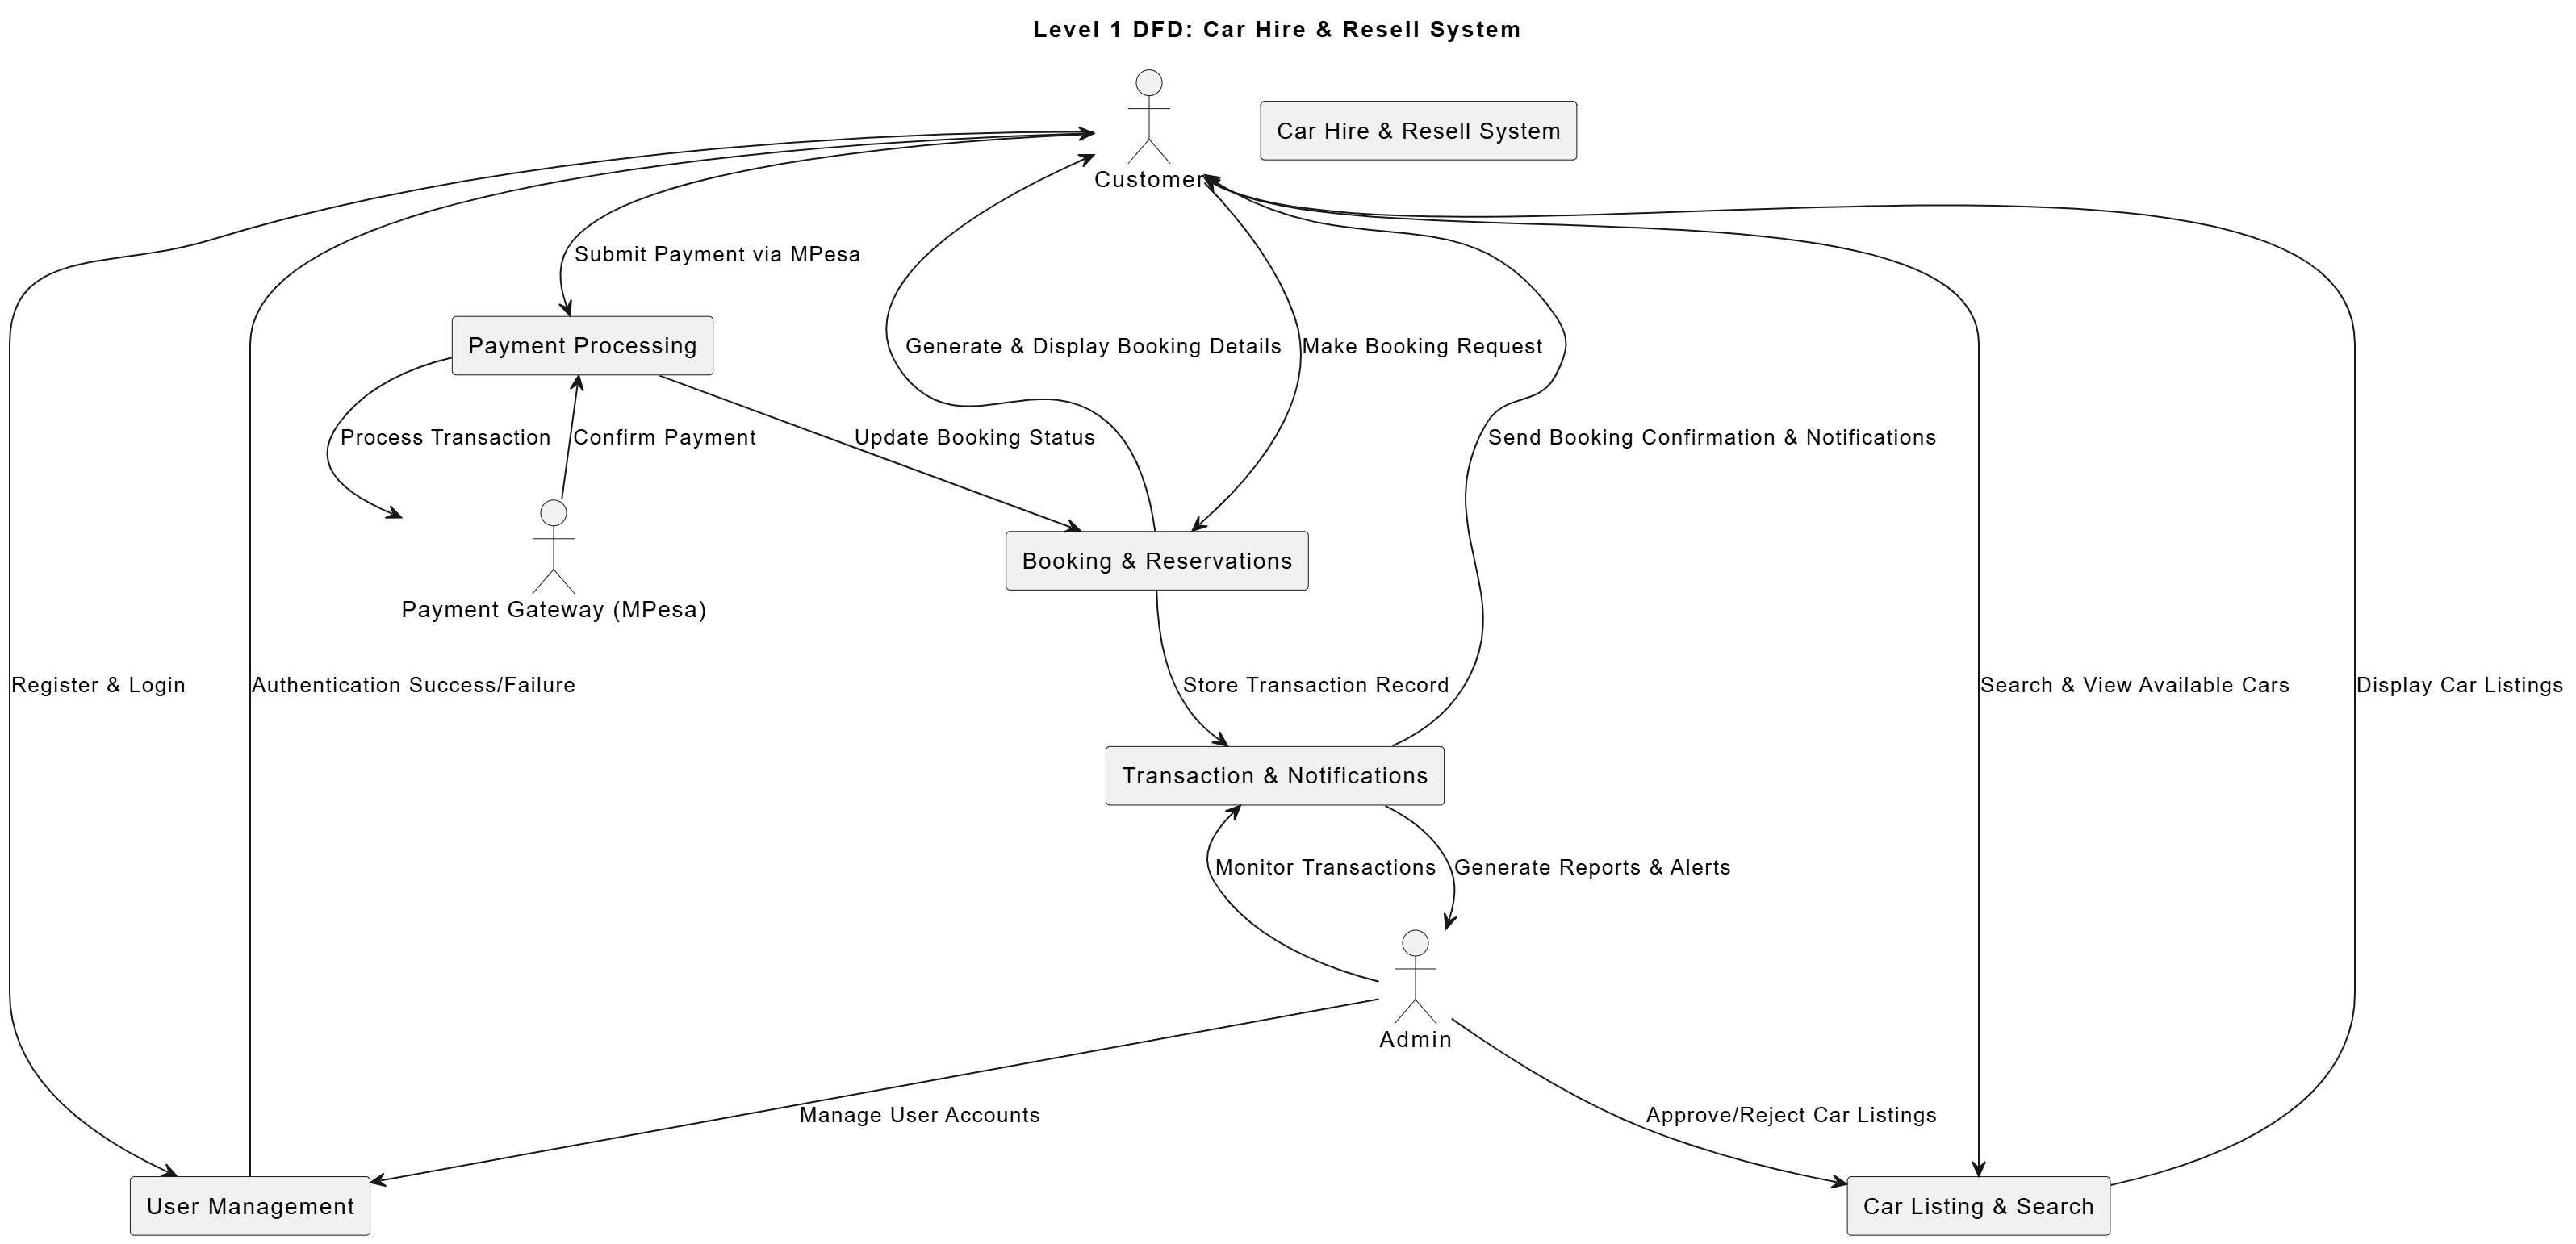 Level 1 DFD: Car Hire & Resell System
Car Hire & Resell System
Customer
Submit Payment via MPesa
Payment Processing
Generate & Display Booking Details
Make Booking Request
Process Transaction
Confirm Payment
Update Booking Status
Send Booking Confirmation & Notifications
Booking & Reservations
Payment Gateway (MPesa)
Register & Login
Authentication Success/Failure
Store Transaction Record
Search & View Available Cars
Display Car Listings
Transaction & Notifications
Monitor Transactions
Generate Reports & Alerts
Admin
Manage User Accounts
Approve/Reject Car Listings
User Management
Car Listing & Search